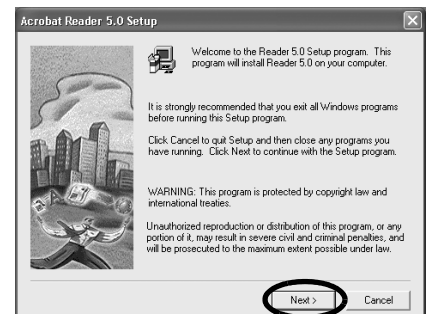 Acrobat Reader 5.0 Setup
Welcome to the Reader 5.0 Setup program. This
program will install Reader 5.0 on your computer.
It is strongly recommended that you exit all Windows programs
before running this Setup program.
Click Cancel to quit Setup and then close any programs you
have running. Click Next to continue with the Setup program.
WARNING: This program is protected by copyright law and
international treaties.
Unauthorized reproduction or distribution of this program, or any
portion of it, may result in severe civil and criminal penalties, and
will be prosecuted to the maximum extent possible under law.
Next >
Cancel